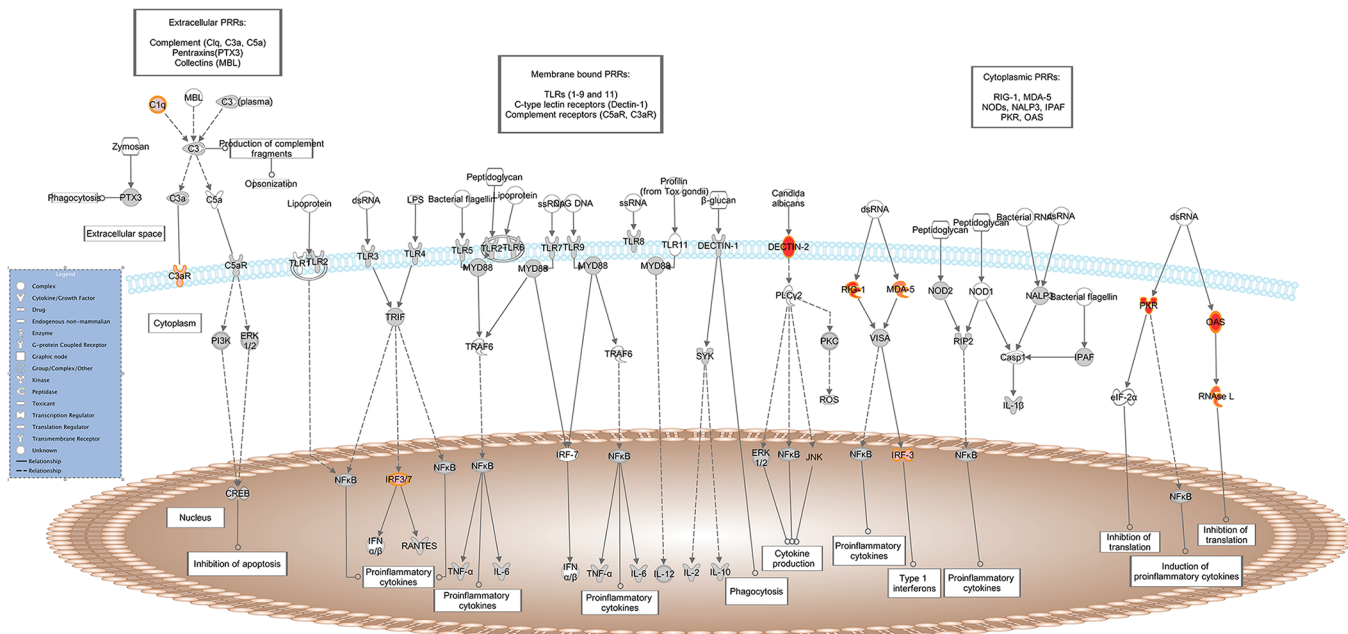 Extracellular PRRs:
Complement (Clq, C3a, C5a)
Pentraxins(PTX3)
Collectins (MBL)
Membrane bound PRRs:
TLRs (1-9 and 11)
C-type lectin receptors (Dectin-1)
Complement receptors (C5aR, C3aR)
Cytoplasmic PRRs:
RIG-1, MDA-5
NODs, NALP3, IPAF
PKR, OAS
C1q
MBL
C3 (plasma)
Zymosan
C3
Production of complement
fragments
Opsonization
Phagocytosis
PTX3
C3a
C5a
Extracellular space
C3aR
C5aR
Cytoplasm
PI3K
ERK
1/2
CREB
Nucleus
Inhibition of apoptosis
Legend
Complex
Cytokine/Growth Factor
Drug
Endogenous non-mammalian
Enzyme
G-protein Coupled Receptor
Graphic node
Group/Complex/Other
Kinase
Peptidase
Toxicant
Transcription Regulator
Translation Regulator
Transmembrane Receptor
Unknown
Relationship
Relationship
Lipoprotein
TLR1
TLR2
dsRNA
TLR3
LPS
TLR4
TRIF
NFκB
IRF3/7
NFκB
IFN
α/β
RANTES
Proinflammatory
cytokines
Bacterial flagellin
Peptidoglycan
Lipoprotein
TLR5
TLR2
TLR6
MYD88
TRAF6
NFκB
TNF-α
IL-6
Proinflammatory
cytokines
ssRNA
CpG DNA
TLR7
TLR9
MYD88
MYD88
TRAF6
IRF-7
NFκB
IFN
α/β
TNF-α
IL-6
Proinflammatory
cytokines
ssRNA
TLR8
Profilin
(from Tox gondii)
TLR11
MYD88
IL-12
β-glucan
DECTIN-1
SYK
IL-2
IL-10
Phagocytosis
Candida
albicans
DECTIN-2
PLCγ2
PKC
ROS
ERK
1/2
NFκB
JNK
Cytokine
production
dsRNA
RIG-1
MDA-5
VISA
NFκB
IRF-3
Proinflammatory
cytokines
Type 1
interferons
Peptidoglycan
Peptidoglycan
NOD2
NOD1
RIP2
NFκB
Proinflammatory
cytokines
Bacterial RNA
dsRNA
NALP3
Bacterial flagellin
Casp1
IPAF
IL-1β
dsRNA
PKR
OAS
eIF-2α
RNAse L
NFκB
Inhibtion of
translation
Induction of
proinflammatory cytokines
Inhibtion of
translation